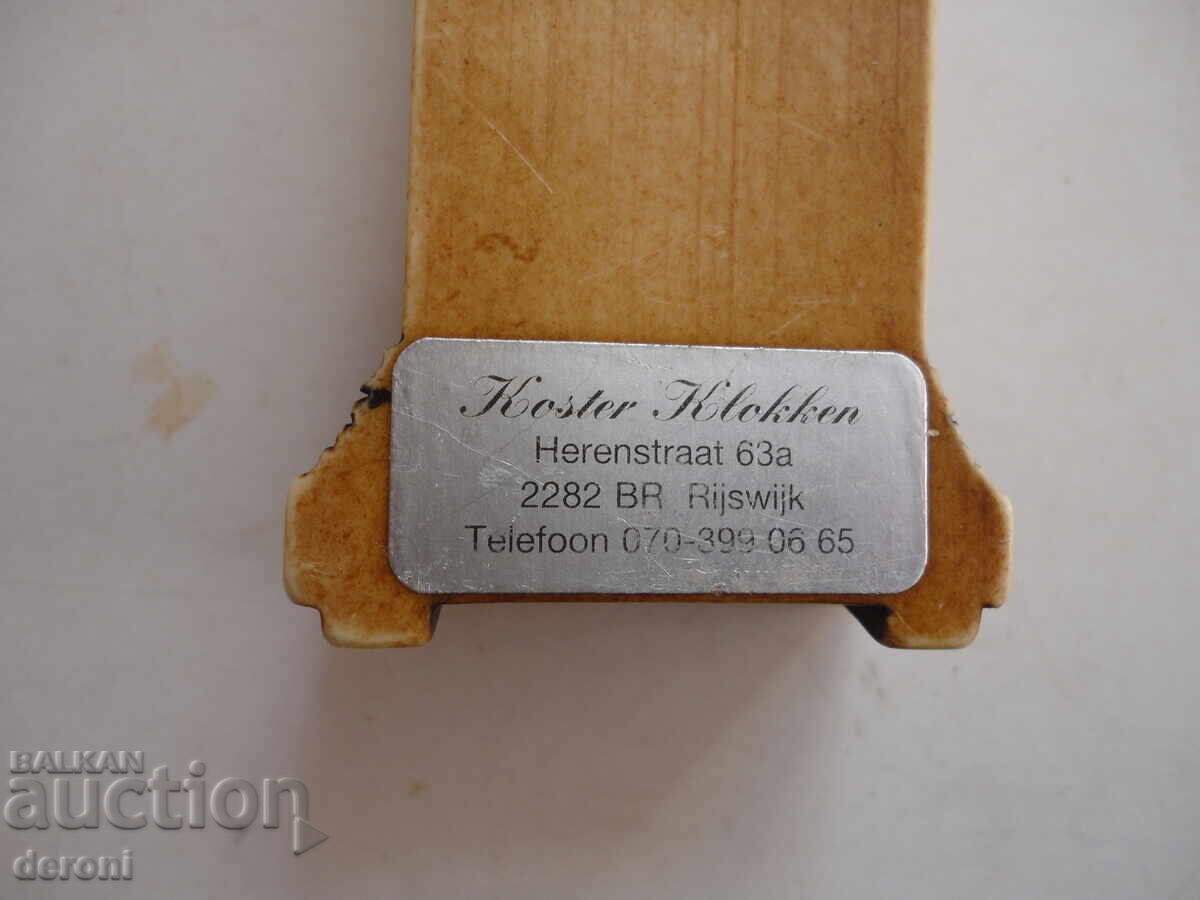 Koster Klokken
Herenstraat 63a
2282 BR Rijswijk
Telefoon 070-399 06 65
BALKAN
auction
deroni